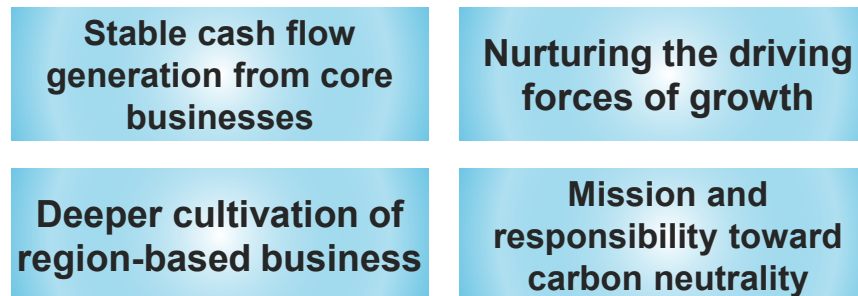 Stable cash flow
generation from core
businesses
Nurturing the driving
forces of growth
Deeper cultivation of
region-based business
Mission and
responsibility toward
carbon neutrality